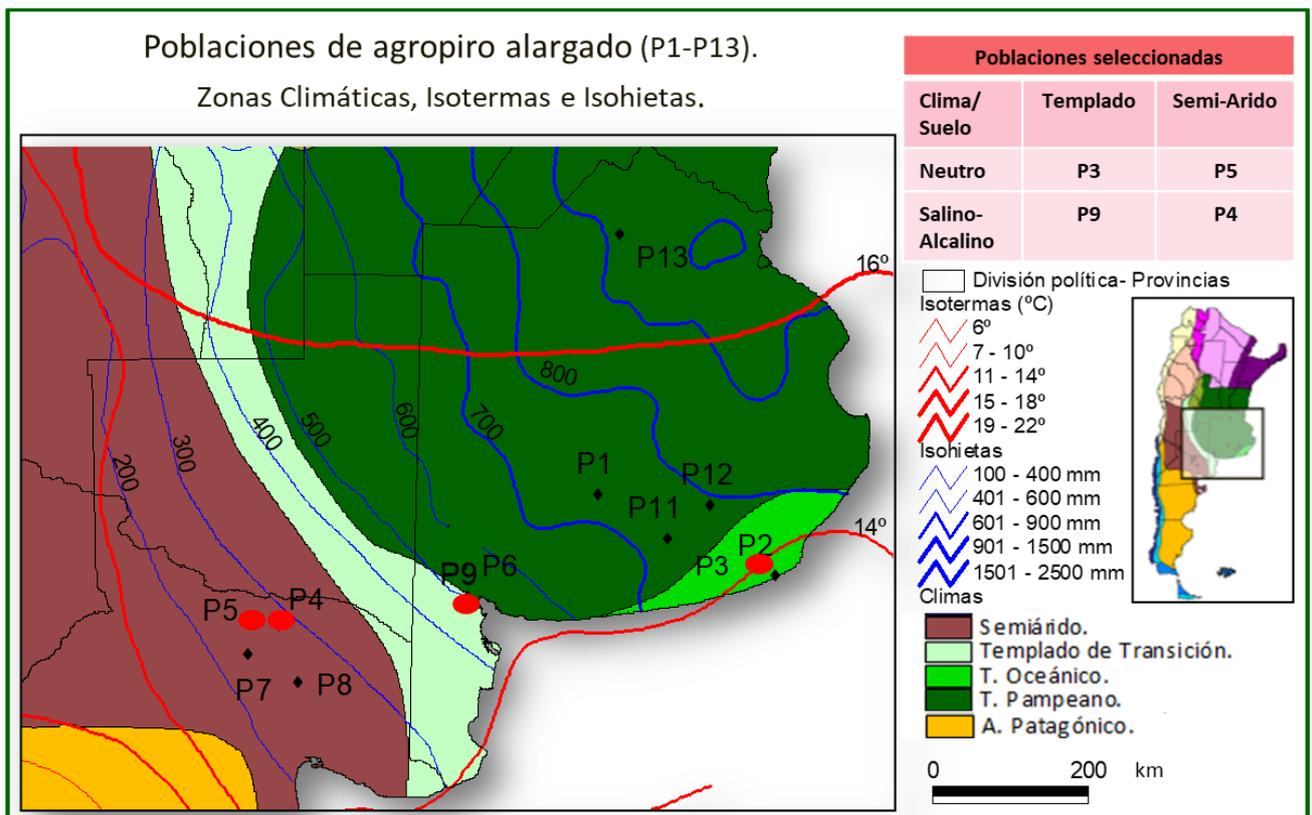 Poblaciones de agropiro alargado (P1-P13).
Zonas Climáticas, Isotermas e Isohietas.
Poblaciones seleccionadas
Clima/ Templado Semi-Arido
Suelo
Neutro P3 P5
Salino- P9 P4
Alcalino
División política- Provincias
Isotermas (ºC)
6º
7 - 10º
11 - 14º
15 - 18º
19 - 22º
Isohietas
100 - 400 mm
401 - 600 mm
601 - 900 mm
901 - 1500 mm
1501 - 2500 mm
Climas
Semiárido.
Templado de Transición.
T. Oceánico.
T. Pampeano.
A. Patagónico.
0 200 km
P13
16º
800
200
300
400
500
600
700
P1
P12
P11
14º
P2
P3
P6
P9
P5
P4
P7
P8